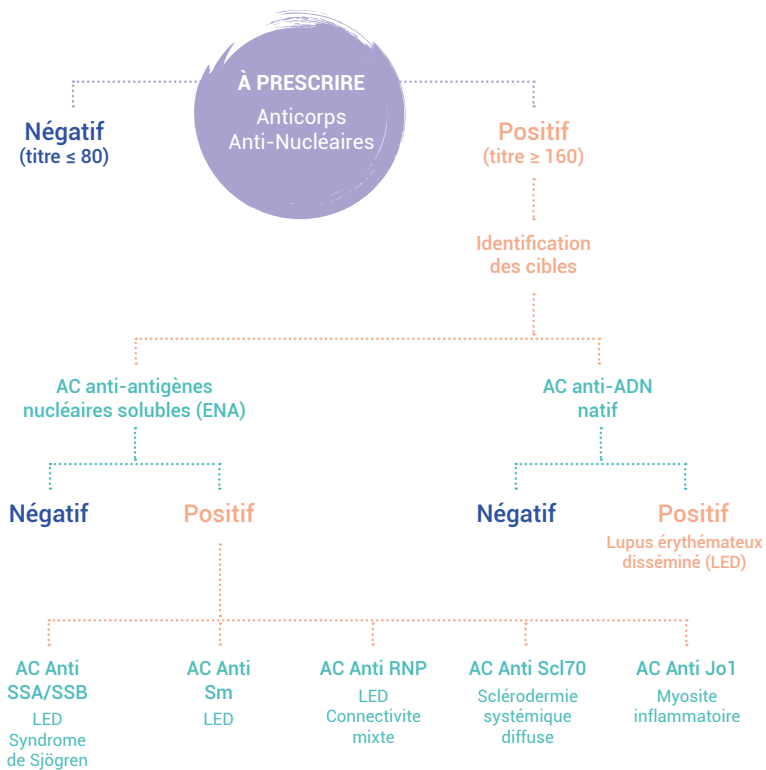 À PRESCRIRE
Anticorps
Anti-Nucléaires
Négatif
(titre ≤ 80)
Positif
(titre ≥ 160)
Identification
des cibles
AC anti-antigènes
nucléaires solubles (ENA)
AC anti-ADN
natif
Négatif
Positif
Négatif
Positif
Lupus érythémateux
disséminé (LED)
AC Anti
SSA/SSB
LED
Syndrome
de Sjögren
AC Anti
Sm
LED
AC Anti RNP
LED
Connectivite
mixte
AC Anti Scl70
Sclérodermie
systémique
diffuse
AC Anti Jo1
Myosite
inflammatoire